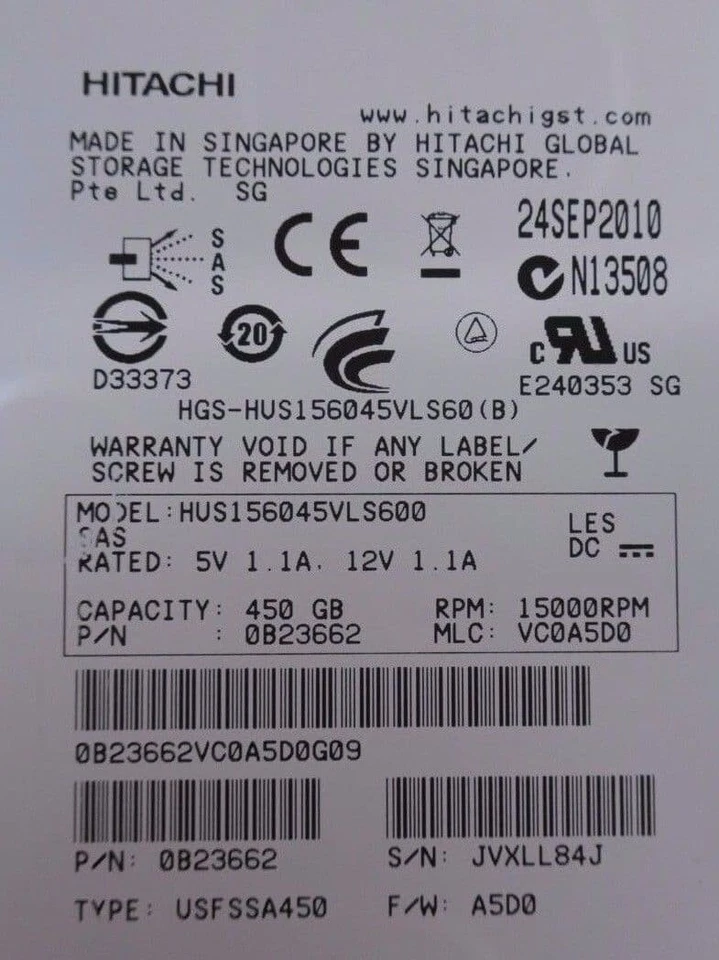 HITACHI
www.hitachigst.com
MADE IN SINGAPORE BY HITACHI GLOBAL
STORAGE TECHNOLOGIES SINGAPORE.
Pte Ltd. SG
SAS
CE
24SEP2010
N13508
20
D33373
C RU US
E240353 SG
HGS-HUS156045VLS60(B)
WARRANTY VOID IF ANY LABEL/
SCREW IS REMOVED OR BROKEN
MODEL:HUS156045VLS600
SAS
LES
DC
RATED: 5V 1.1A, 12V 1.1A
CAPACITY: 450 GB RPM: 15000RPM
P/N : 0B23662 MLC: VC0A5D0
0B23662VC0A5D0G09
P/N: 0B23662 S/N: JVXLL84J
TYPE: USFSSA450 F/W: A5D0